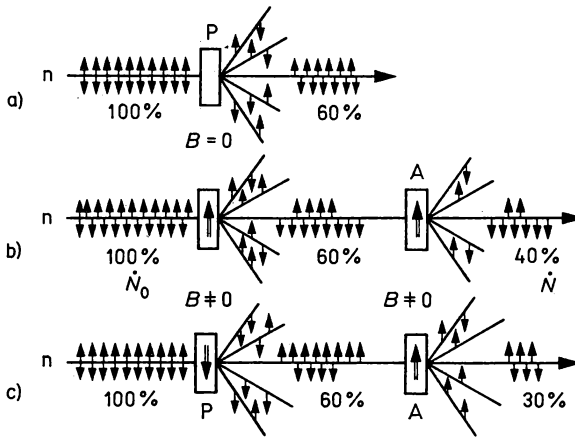 P
n
100% 60%
a)
B = 0
A
n
b)
100% 60% 40%
Ṅ₀ Ṅ
B ≠ 0 B ≠ 0
n
c)
100% P 60% A 30%